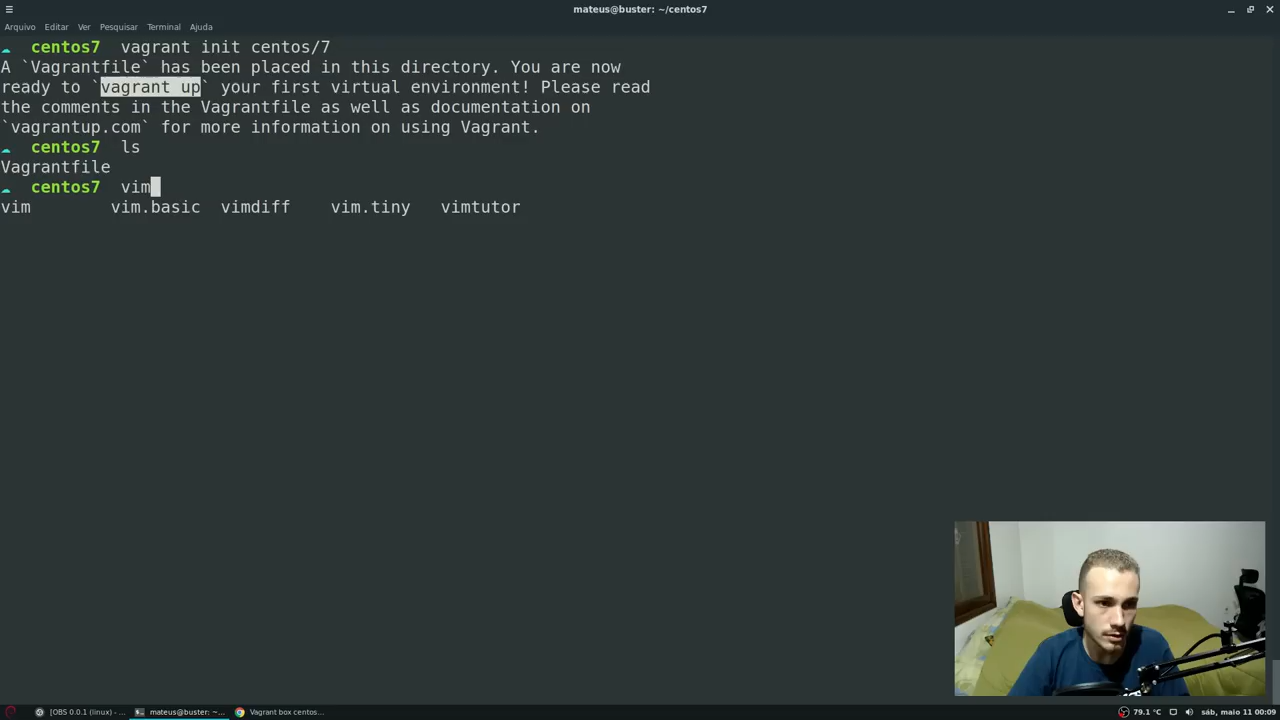 mateus@buster: ~/centos7
Arquivo Editar Ver Pesquisar Terminal Ajuda
centos7 vagrant init centos/7
A `Vagrantfile` has been placed in this directory. You are now
ready to `vagrant up` your first virtual environment! Please read
the comments in the Vagrantfile as well as documentation on
`vagrantup.com` for more information on using Vagrant.
centos7 ls
Vagrantfile
centos7 vim
vim vim.basic vimdiff vim.tiny vimtutor
[OBS 0.0.1 (linux) - ... mateus@buster: ~... Vagrant box centos... 79.1 °C sáb, maio 11 00:09